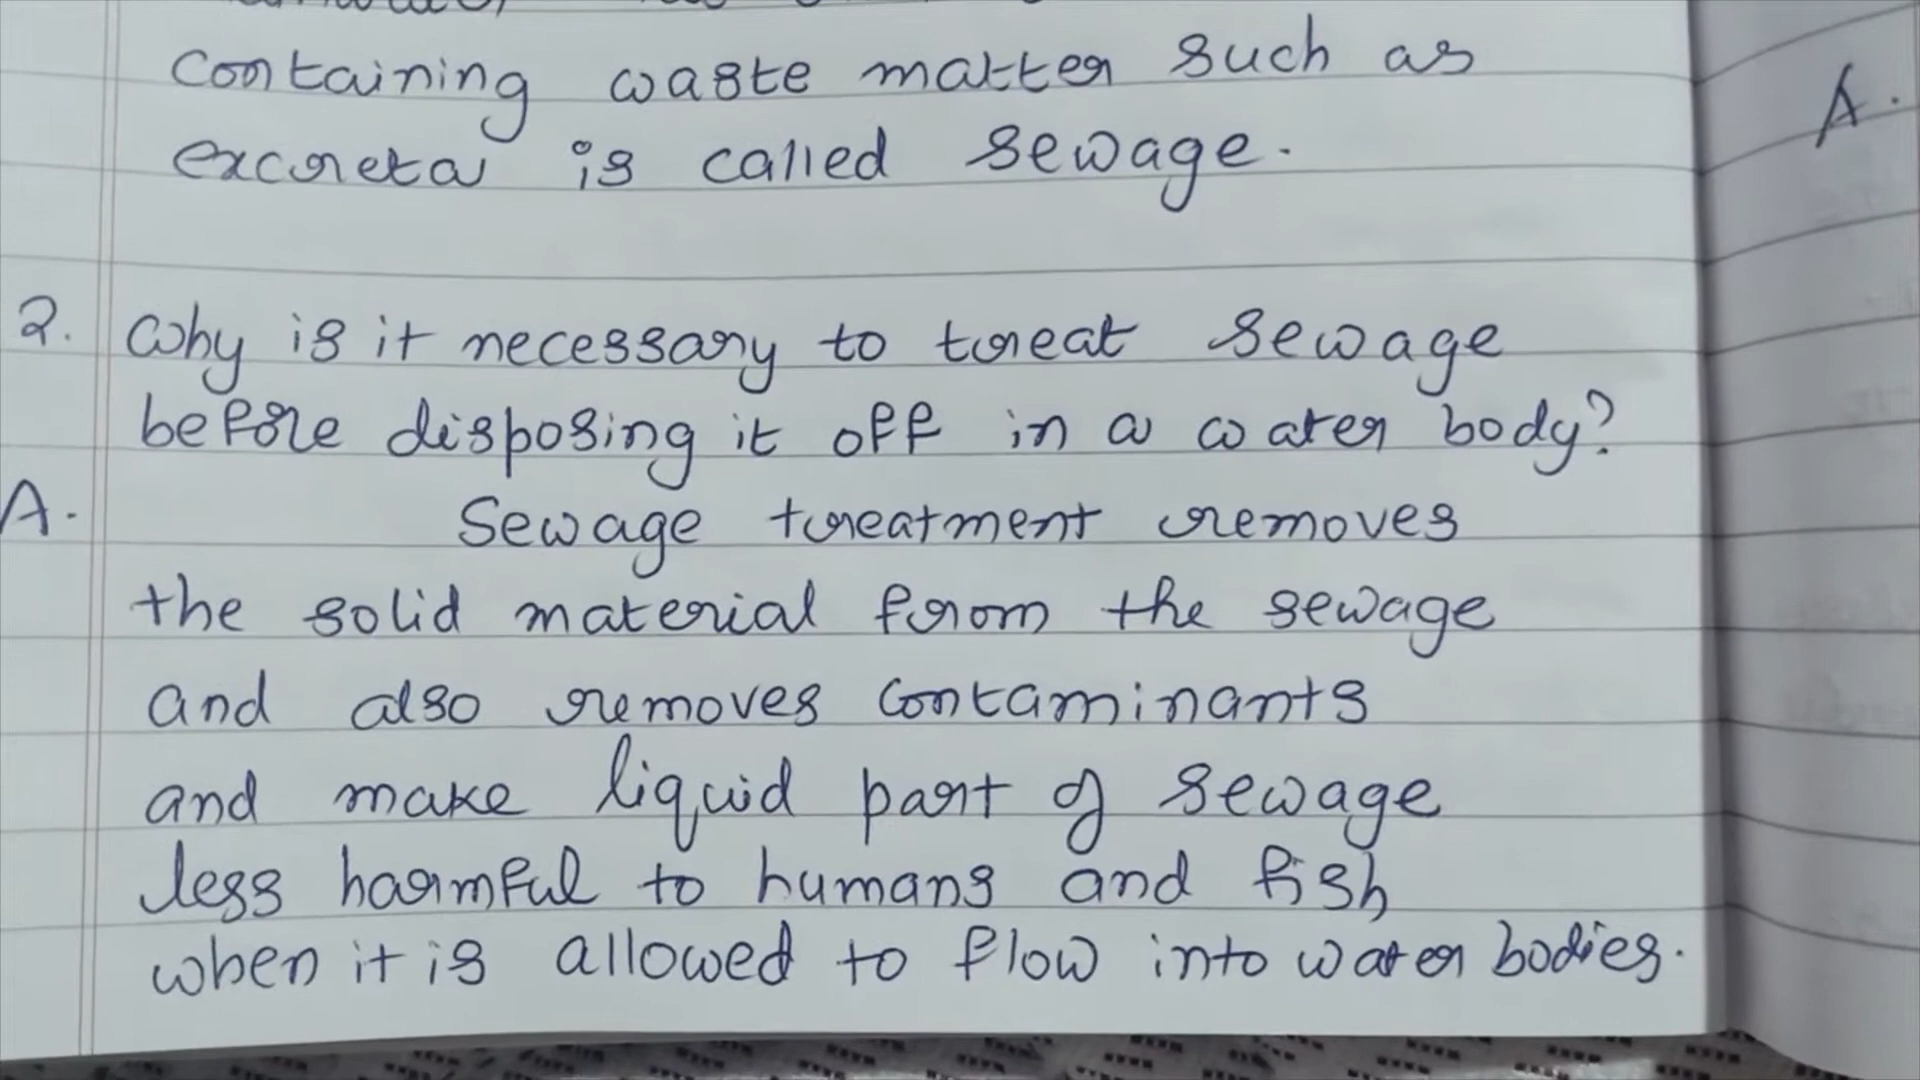 containing waste matter such as
excreta is called sewage.
2. Why is it necessary to treat sewage
before disposing it off in a water body?
A. Sewage treatment removes
the solid material from the sewage
and also removes contaminants
and make liquid part of sewage
less harmful to humans and fish
when it is allowed to flow into water bodies.
A.